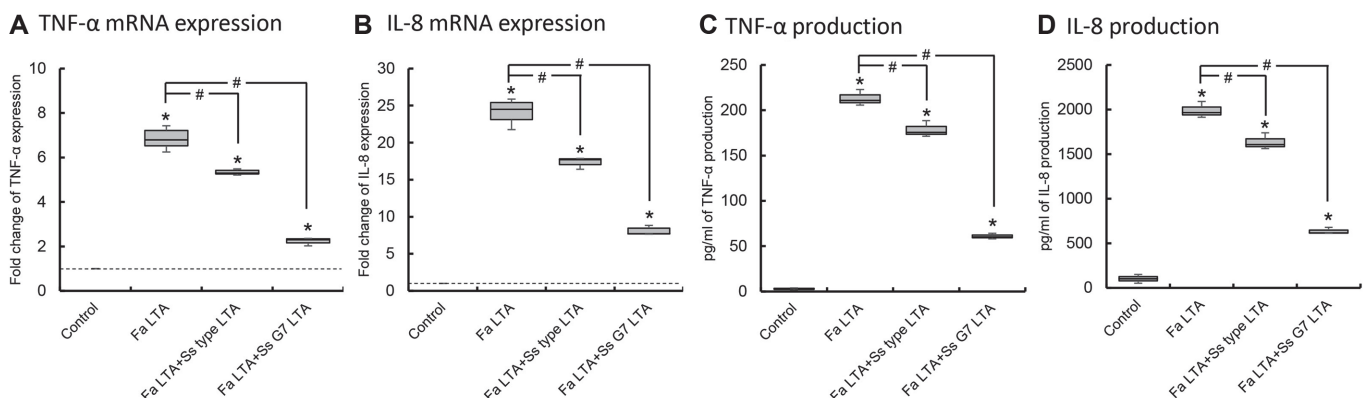 A TNF-α mRNA expression
Fold change of TNF-α expression
10
8
6
4
2
0
*
*
*
#
#
Control
Fa LTA
Fa LTA+Ss type LTA
Fa LTA+Ss G7 LTA
B IL-8 mRNA expression
Fold change of IL-8 expression
30
25
20
15
10
5
0
*
*
*
#
#
Control
Fa LTA
Fa LTA+Ss type LTA
Fa LTA+Ss G7 LTA
C TNF-α production
pg/ml of TNF-α production
250
200
150
100
50
0
*
*
*
#
#
Control
Fa LTA
Fa LTA+Ss type LTA
Fa LTA+Ss G7 LTA
D IL-8 production
pg/ml of IL-8 production
2500
2000
1500
1000
500
0
*
*
*
#
#
Control
Fa LTA
Fa LTA+Ss type LTA
Fa LTA+Ss G7 LTA